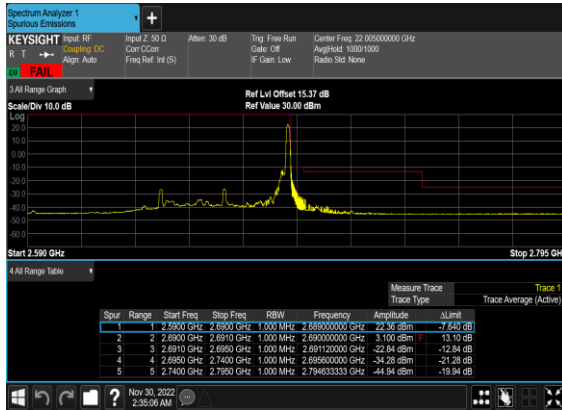 Spectrum Analyzer 1
Spurious Emissions
KEYSIGHT Input: RF Input Z: 50 Ω Atten: 30 dB Trig: Free Run Center Freq: 22.005000000 GHz
R T Coupling: DC Corr CCorr Gate: Off Avg|Hold: 1000/1000
Align: Auto Freq Ref: Int (S) IF Gain: Low Radio Std: None
LV FAIL
3 All Range Graph
Ref Lvl Offset 15.37 dB
Scale/Div 10.0 dB Ref Value 30.00 dBm
Log
20.0
10.0
0.00
-10.0
-20.0
-30.0
-40.0
-50.0
-60.0
Start 2.590 GHz Stop 2.795 GH
4 All Range Table
Measure Trace Trace 1
Trace Type Trace Average (Active)
Spur Range Start Freq Stop Freq RBW Frequency Amplitude ΔLimit
1 1 2.5900 GHz 2.6900 GHz 1.000 MHz 2.689000000 GHz 22.36 dBm -7.640 dB
2 2 2.6900 GHz 2.6910 GHz 1.000 MHz 2.690000000 GHz 3.100 dBm F 13.10 dB
3 3 2.6910 GHz 2.6950 GHz 1.000 MHz 2.691120000 GHz -22.84 dBm -12.84 dB
4 4 2.6950 GHz 2.7400 GHz 1.000 MHz 2.695600000 GHz -34.28 dBm -21.28 dB
5 5 2.7400 GHz 2.7950 GHz 1.000 MHz 2.794633333 GHz -44.94 dBm -19.94 dB
Nov 30, 2022
2:35:06 AM